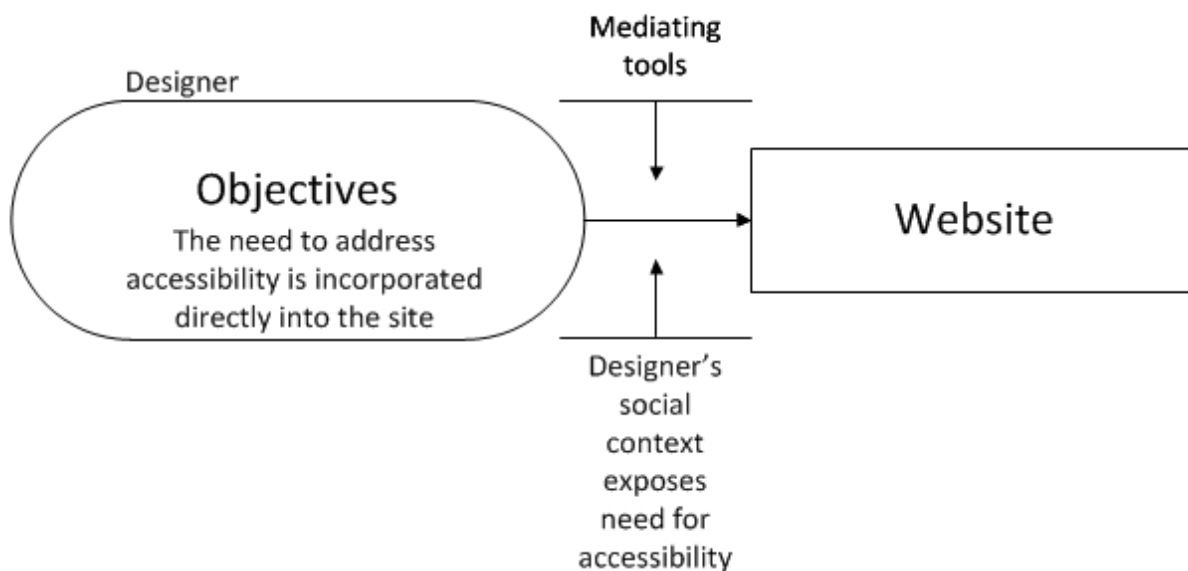 Mediating
tools
Designer
Objectives
The need to address
accessibility is incorporated
directly into the site
Website
Designer’s
social
context
exposes
need for
accessibility